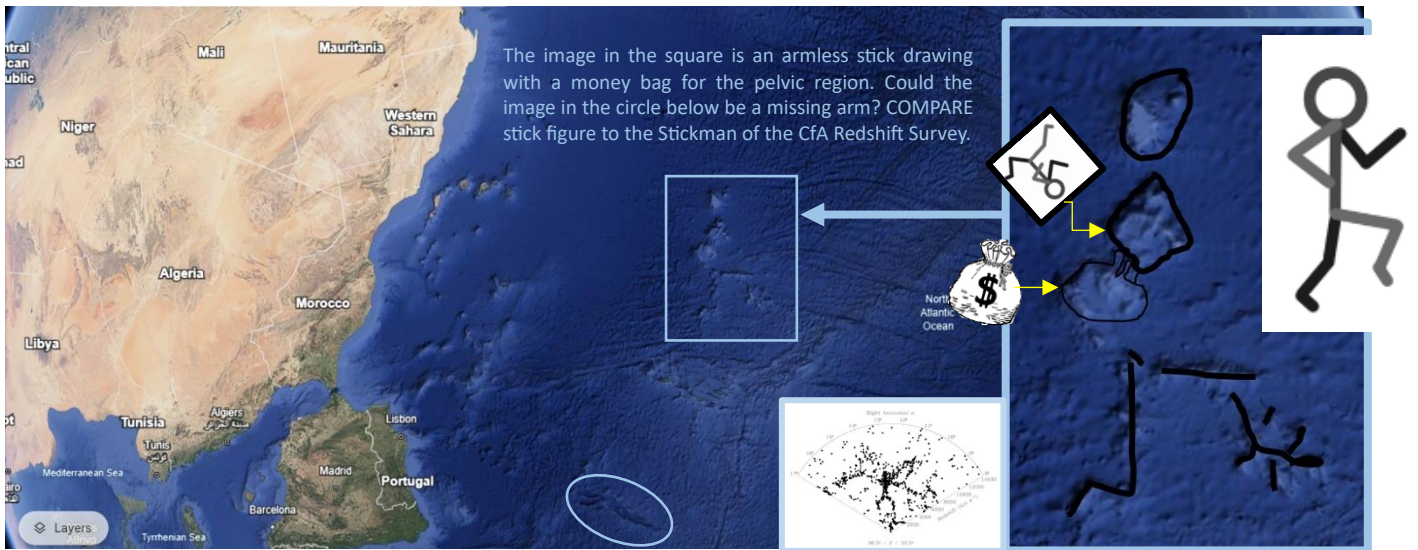 The image in the square is an armless stick drawing
with a money bag for the pelvic region. Could the
image in the circle below be a missing arm? COMPARE
stick figure to the Stickman of the CfA Redshift Survey.
Mali
Mauritania
Western
Sahara
Niger
Algeria
Morocco
Libya
Tunisia
Tunis
تونس
Algiers
Mediterranean Sea
Tyrrhenian Sea
Lisbon
Madrid
Portugal
Barcelona
North
Atlantic
Ocean
$
Layers
Right Ascension